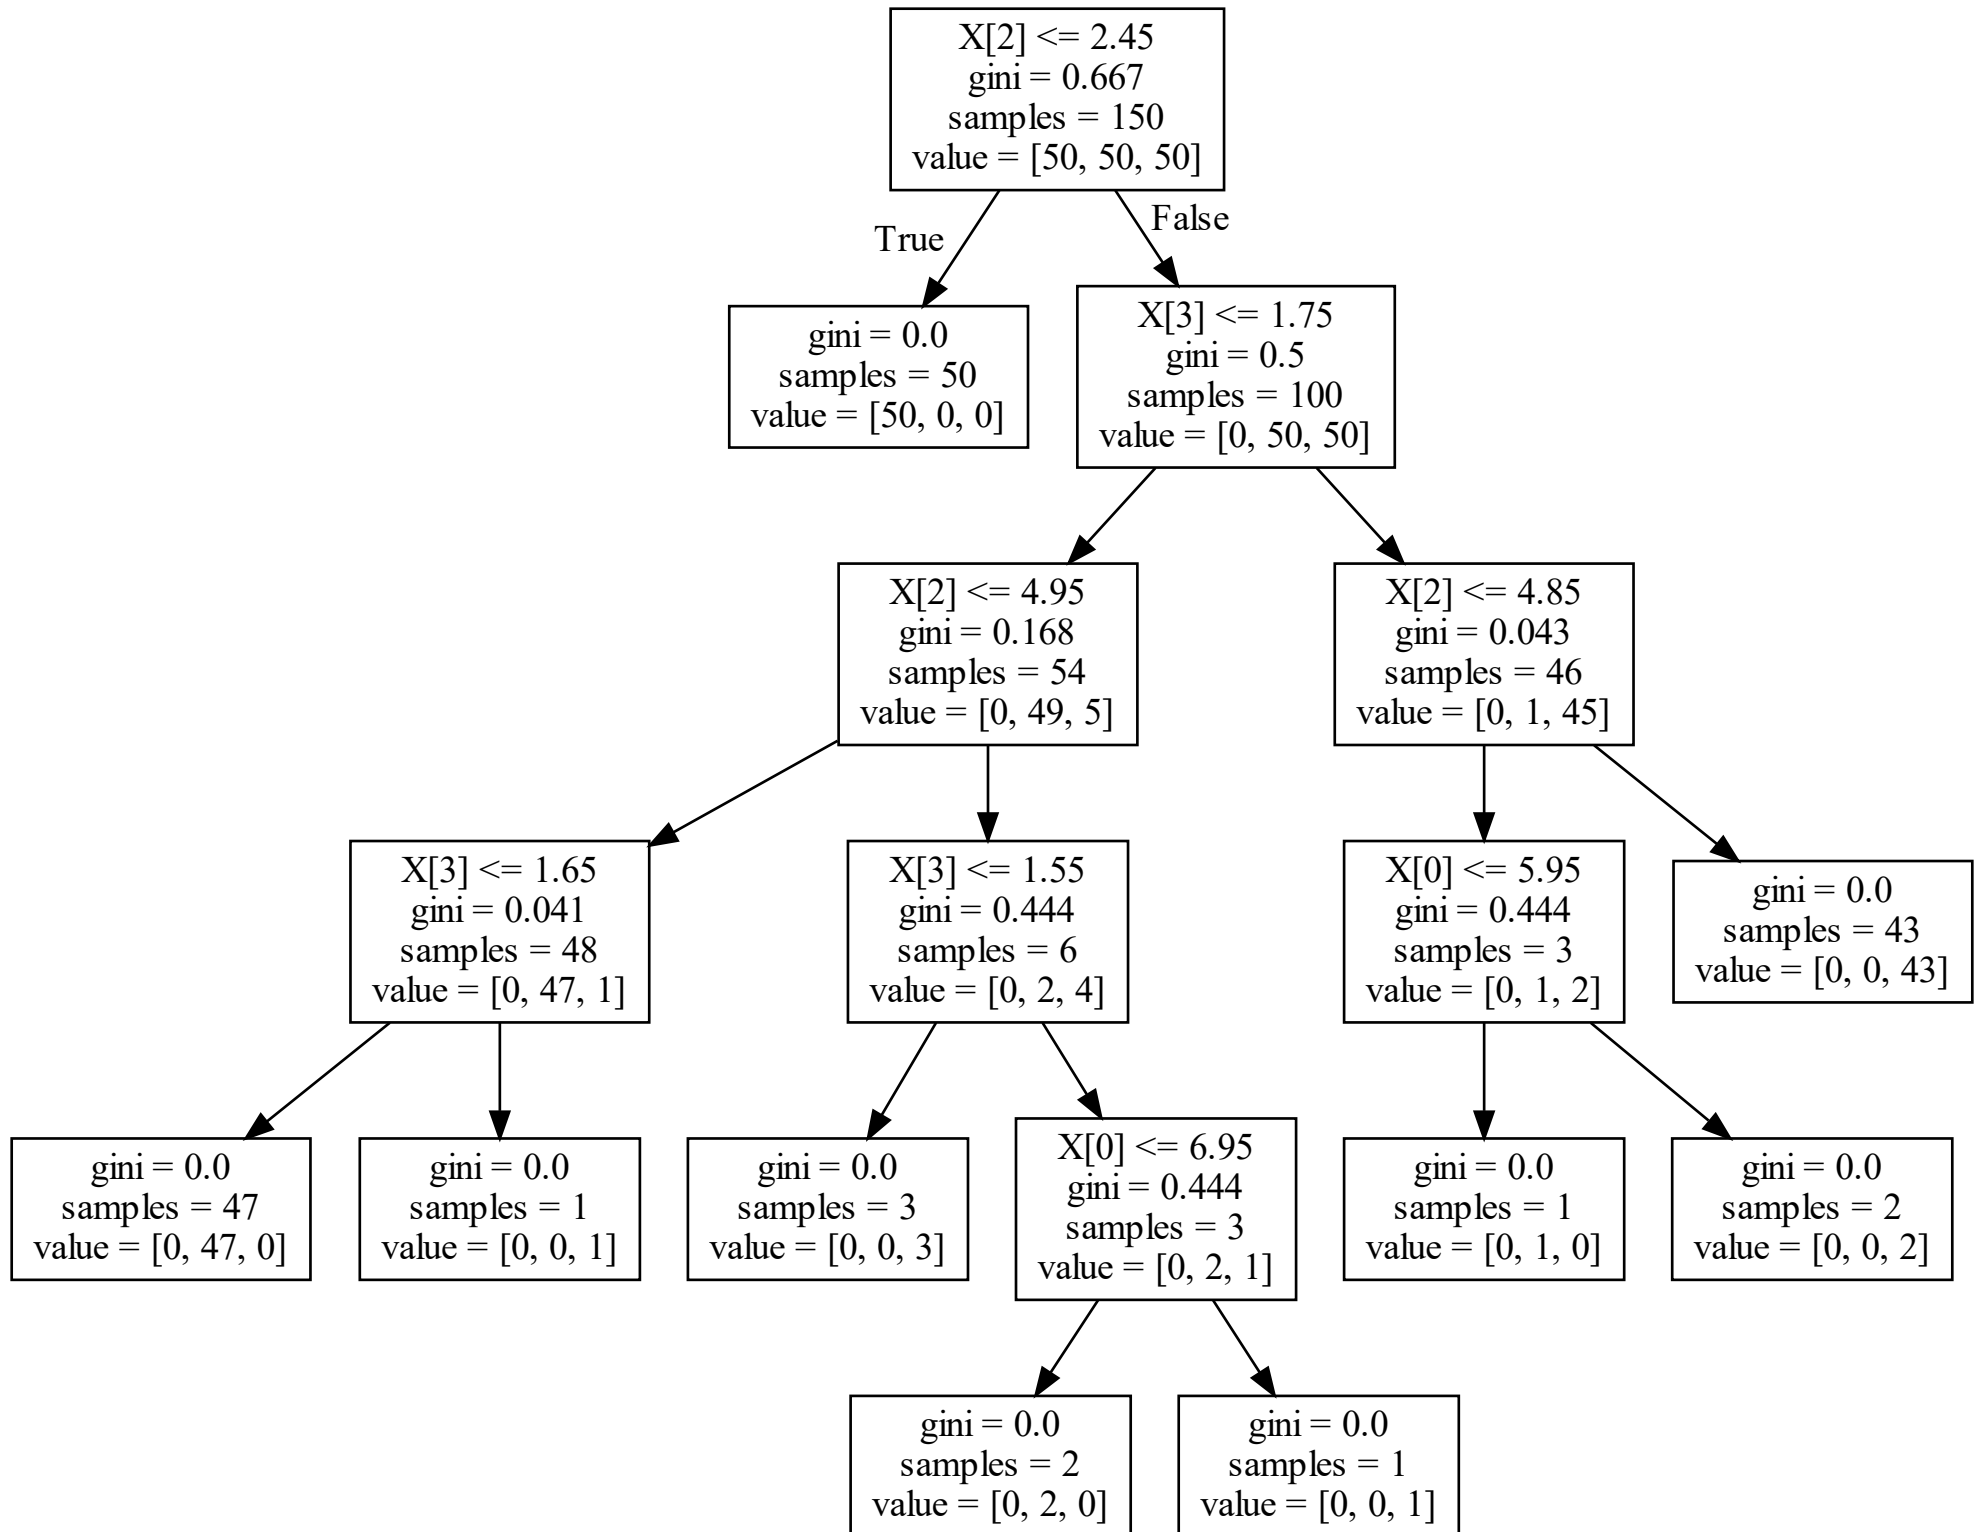 X[2] <= 2.45
gini = 0.667
samples = 150
value = [50, 50, 50]
True
False
gini = 0.0
samples = 50
value = [50, 0, 0]
X[3] <= 1.75
gini = 0.5
samples = 100
value = [0, 50, 50]
X[2] <= 4.95
gini = 0.168
samples = 54
value = [0, 49, 5]
X[2] <= 4.85
gini = 0.043
samples = 46
value = [0, 1, 45]
X[3] <= 1.65
gini = 0.041
samples = 48
value = [0, 47, 1]
X[3] <= 1.55
gini = 0.444
samples = 6
value = [0, 2, 4]
X[0] <= 5.95
gini = 0.444
samples = 3
value = [0, 1, 2]
gini = 0.0
samples = 43
value = [0, 0, 43]
gini = 0.0
samples = 47
value = [0, 47, 0]
gini = 0.0
samples = 1
value = [0, 0, 1]
gini = 0.0
samples = 3
value = [0, 0, 3]
X[0] <= 6.95
gini = 0.444
samples = 3
value = [0, 2, 1]
gini = 0.0
samples = 1
value = [0, 1, 0]
gini = 0.0
samples = 2
value = [0, 0, 2]
gini = 0.0
samples = 2
value = [0, 2, 0]
gini = 0.0
samples = 1
value = [0, 0, 1]